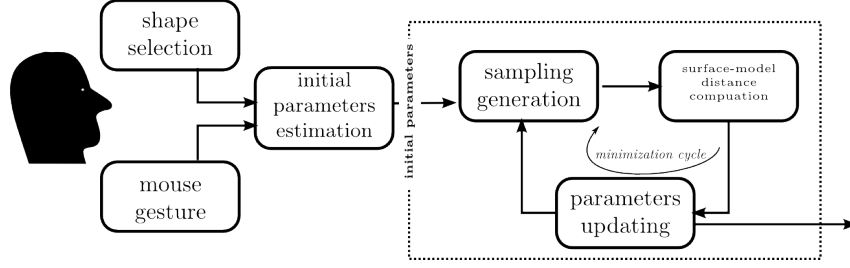 shape
selection
mouse
gesture
initial
parameters
estimation
initial parameters
sampling
generation
surface-model
distance
compuation
minimization cycle
parameters
updating